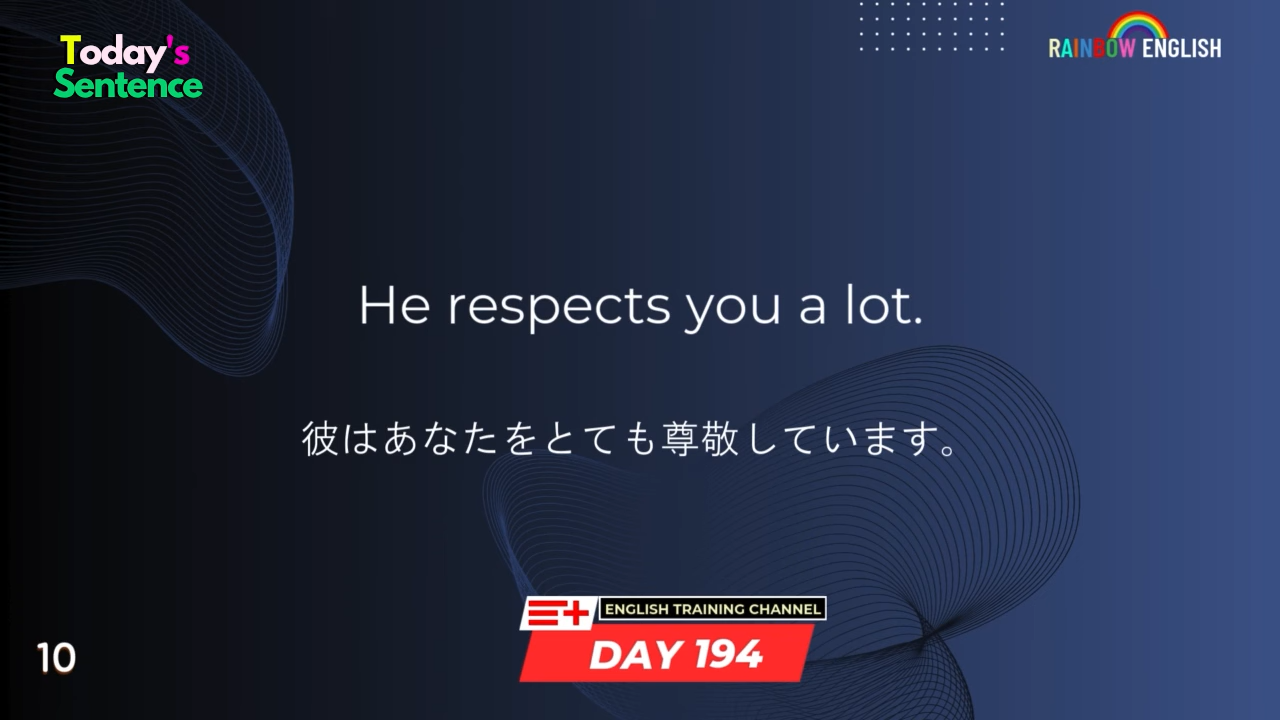 Today's
Sentence
RAINBOW ENGLISH
He respects you a lot.
彼はあなたをとても尊敬しています。
ENGLISH TRAINING CHANNEL
DAY 194
10